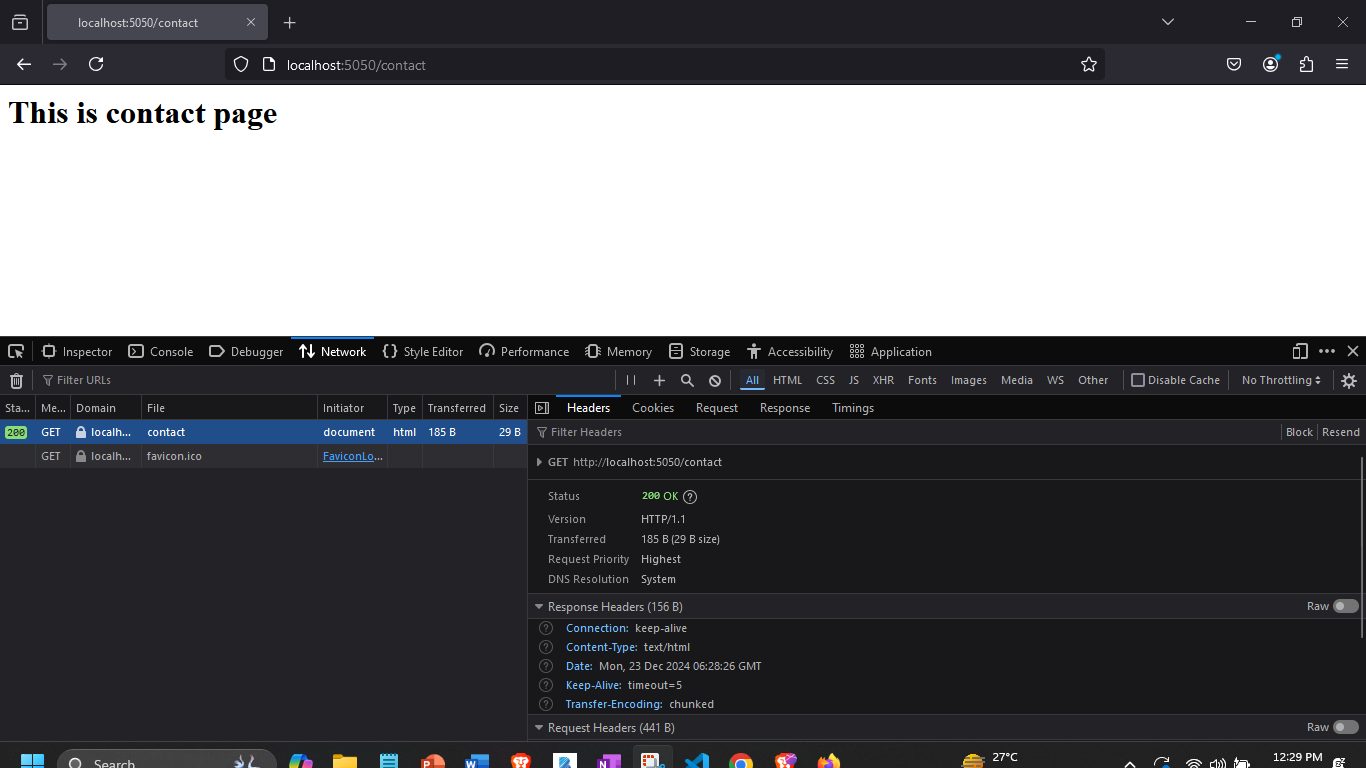 localhost:5050/contact
localhost:5050/contact
This is contact page
Inspector Console Debugger Network Style Editor Performance Memory Storage Accessibility Application
Filter URLs All HTML CSS JS XHR Fonts Images Media WS Other Disable Cache No Throttling
Sta... Me... Domain File Initiator Type Transferred Size
200 GET localh... contact document html 185 B 29 B
GET localh... favicon.ico FaviconLo...
Headers Cookies Request Response Timings
Filter Headers Block Resend
GET http://localhost:5050/contact
Status 200 OK
Version HTTP/1.1
Transferred 185 B (29 B size)
Request Priority Highest
DNS Resolution System
Response Headers (156 B) Raw
Connection: keep-alive
Content-Type: text/html
Date: Mon, 23 Dec 2024 06:28:26 GMT
Keep-Alive: timeout=5
Transfer-Encoding: chunked
Request Headers (441 B) Raw
Search 27°C 12:29 PM